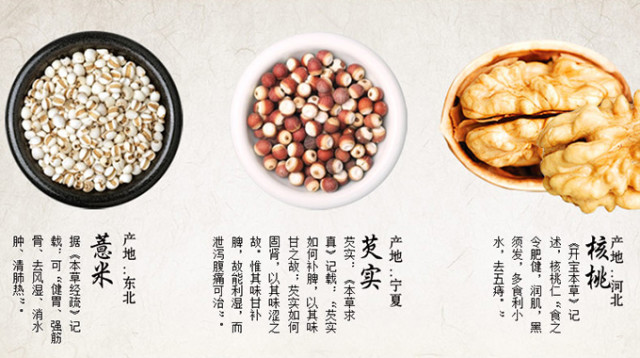 产地：河北
核桃
《开宝本草》记
述，核桃仁“食之
令肥健，润肌，黑
须发，多食利小
水，去五痔。”
产地：宁夏
芡实
芡实：《本草求
真》记载：“芡实
如何补脾，以其味
甘之故；芡实如何
固肾，以其味涩之
故。惟其味甘补
脾，故能利湿，而
泄泻腹痛可治”。
产地：东北
薏米
据《本草经疏》记
载：可“健胃、强筋
骨、去风湿、消水
肿、清肺热”。